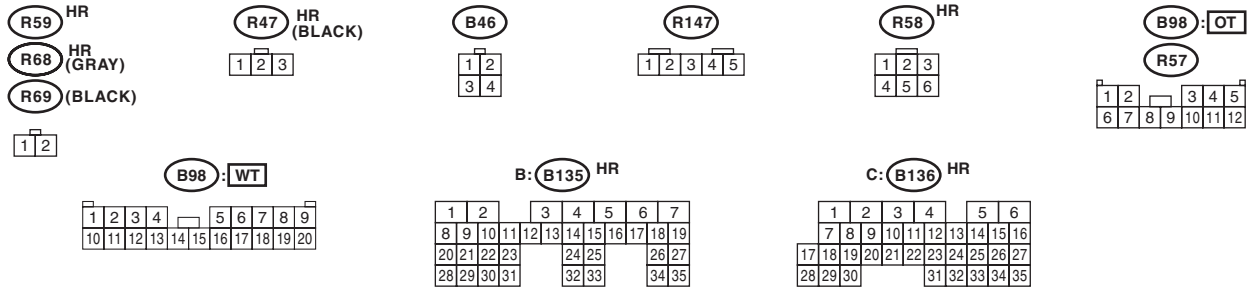 R59 HR
R68 HR (GRAY)
R69 (BLACK)
1 2
R47 HR (BLACK)
1 2 3
B46
1 2
3 4
R147
1 2 3 4 5
R58 HR
1 2 3
4 5 6
B98 : OT
R57
1 2 3 4 5
6 7 8 9 10 11 12
B98 : WT
1 2 3 4 5 6 7 8 9
10 11 12 13 14 15 16 17 18 19 20
B: B135 HR
1 2 3 4 5 6 7
8 9 10 11 12 13 14 15 16 17 18 19
20 21 22 23 24 25 26 27
28 29 30 31 32 33 34 35
C: B136 HR
1 2 3 4 5 6
7 8 9 10 11 12 13 14 15 16
17 18 19 20 21 22 23 24 25 26 27
28 29 30 31 32 33 34 35